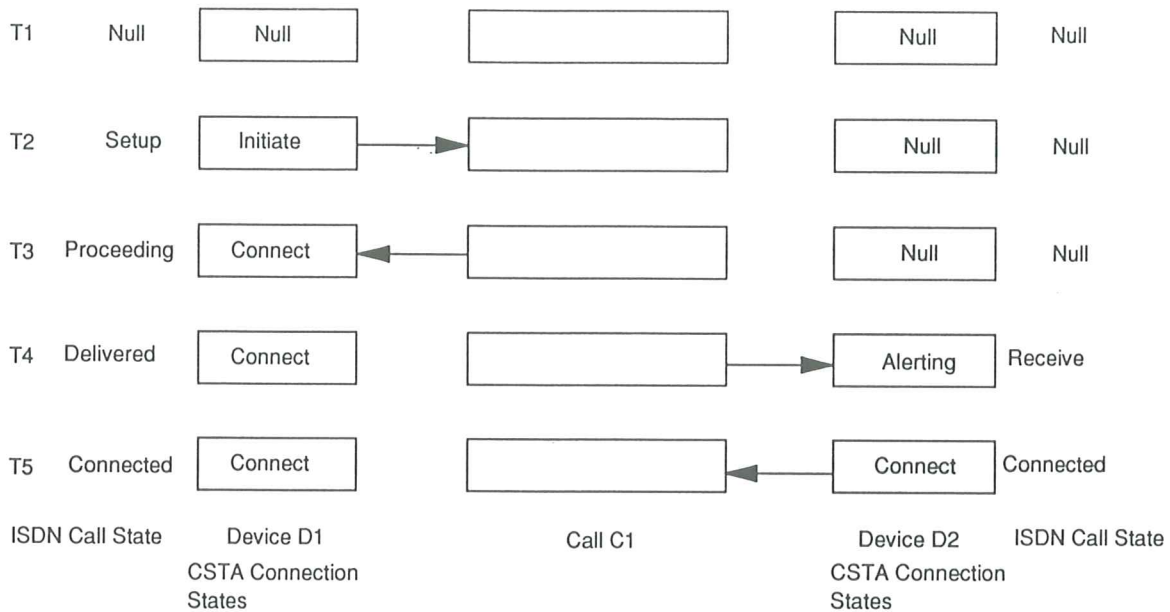 T1 Null Null Null Null
T2 Setup Initiate Null Null
T3 Proceeding Connect Null Null
T4 Delivered Connect Alerting Receive
T5 Connected Connect Connect Connected
ISDN Call State Device D1 Call C1 Device D2 ISDN Call State
CSTA Connection CSTA Connection
States States